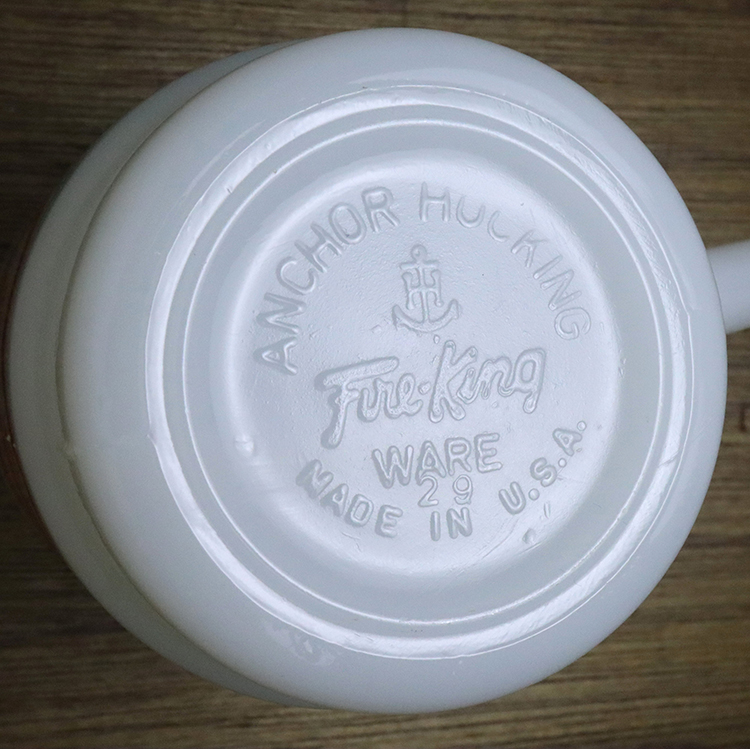 ANCHOR HOCKING
H
Fire-King
WARE
29
MADE IN U.S.A.